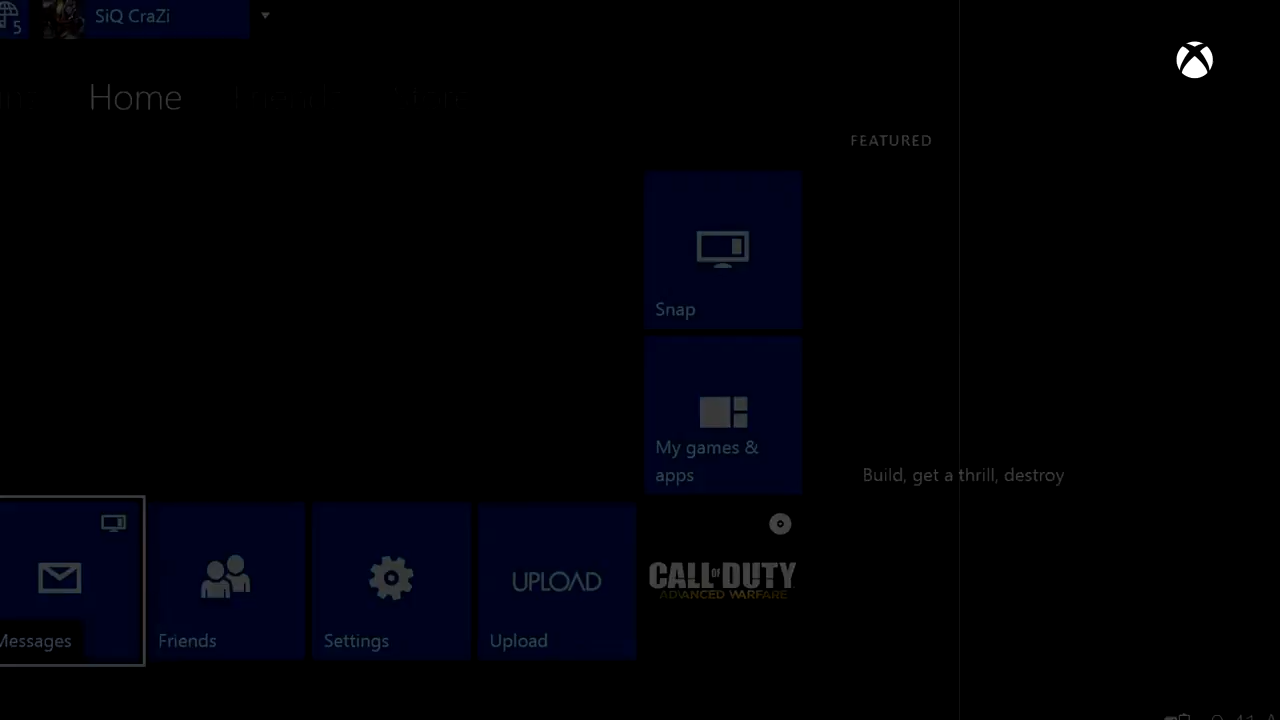 5
SiQ CraZi
Home
FEATURED
Snap
My games &
apps
Build, get a thrill, destroy
CALL OF DUTY
ADVANCED WARFARE
UPLOAD
Messages
Friends
Settings
Upload